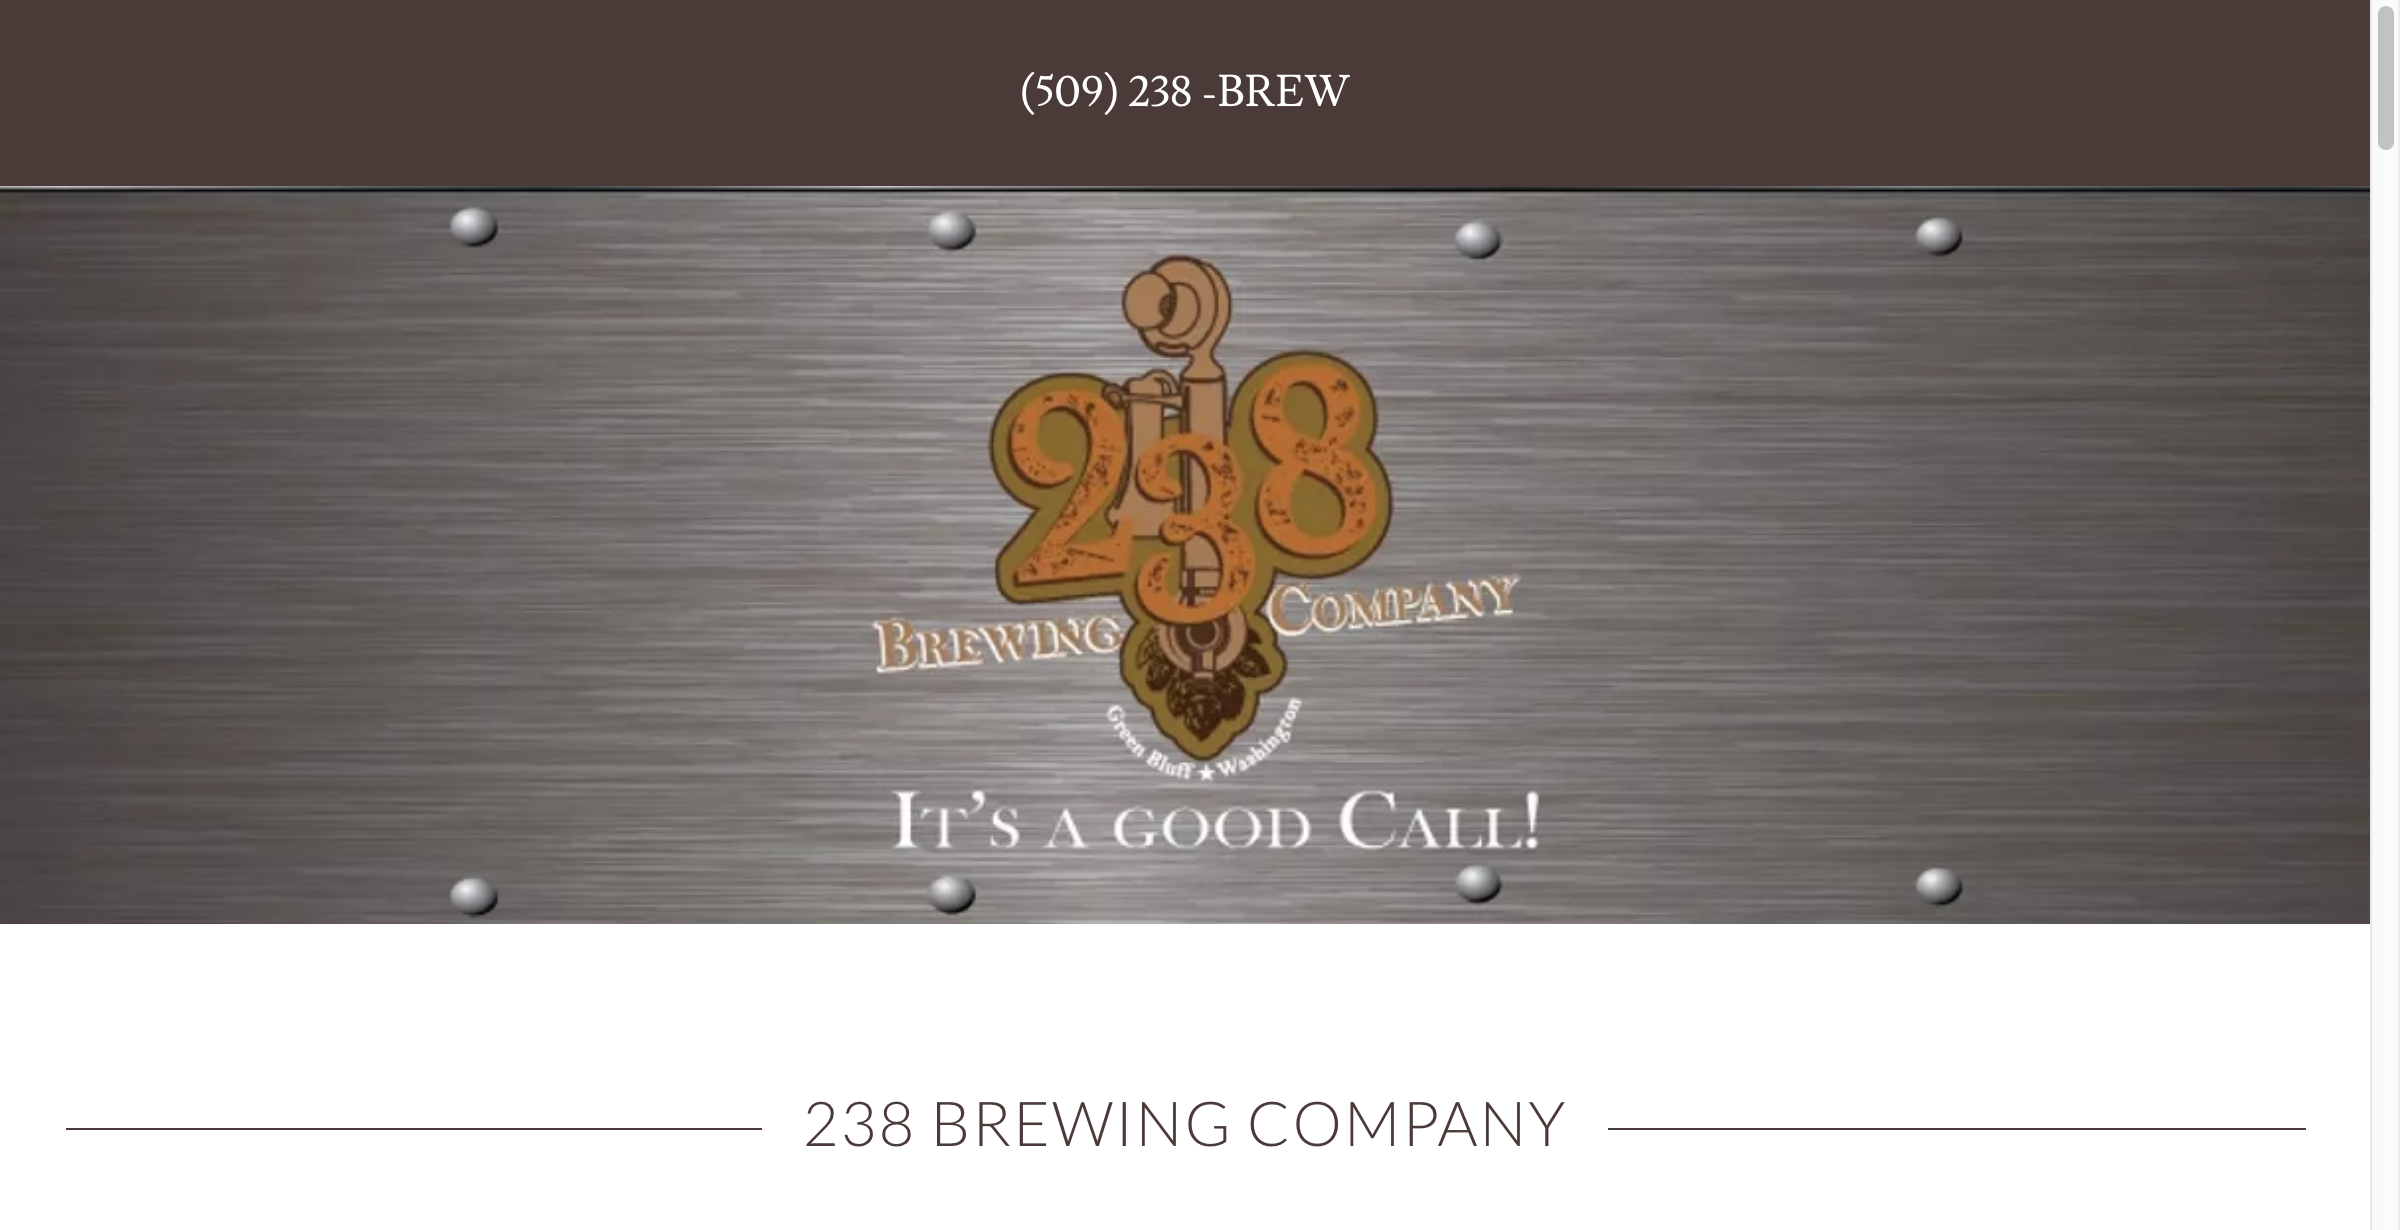 (509) 238 -BREW
238
BREWING COMPANY
Green Bluff ★ Washington
IT'S A GOOD CALL!
238 BREWING COMPANY